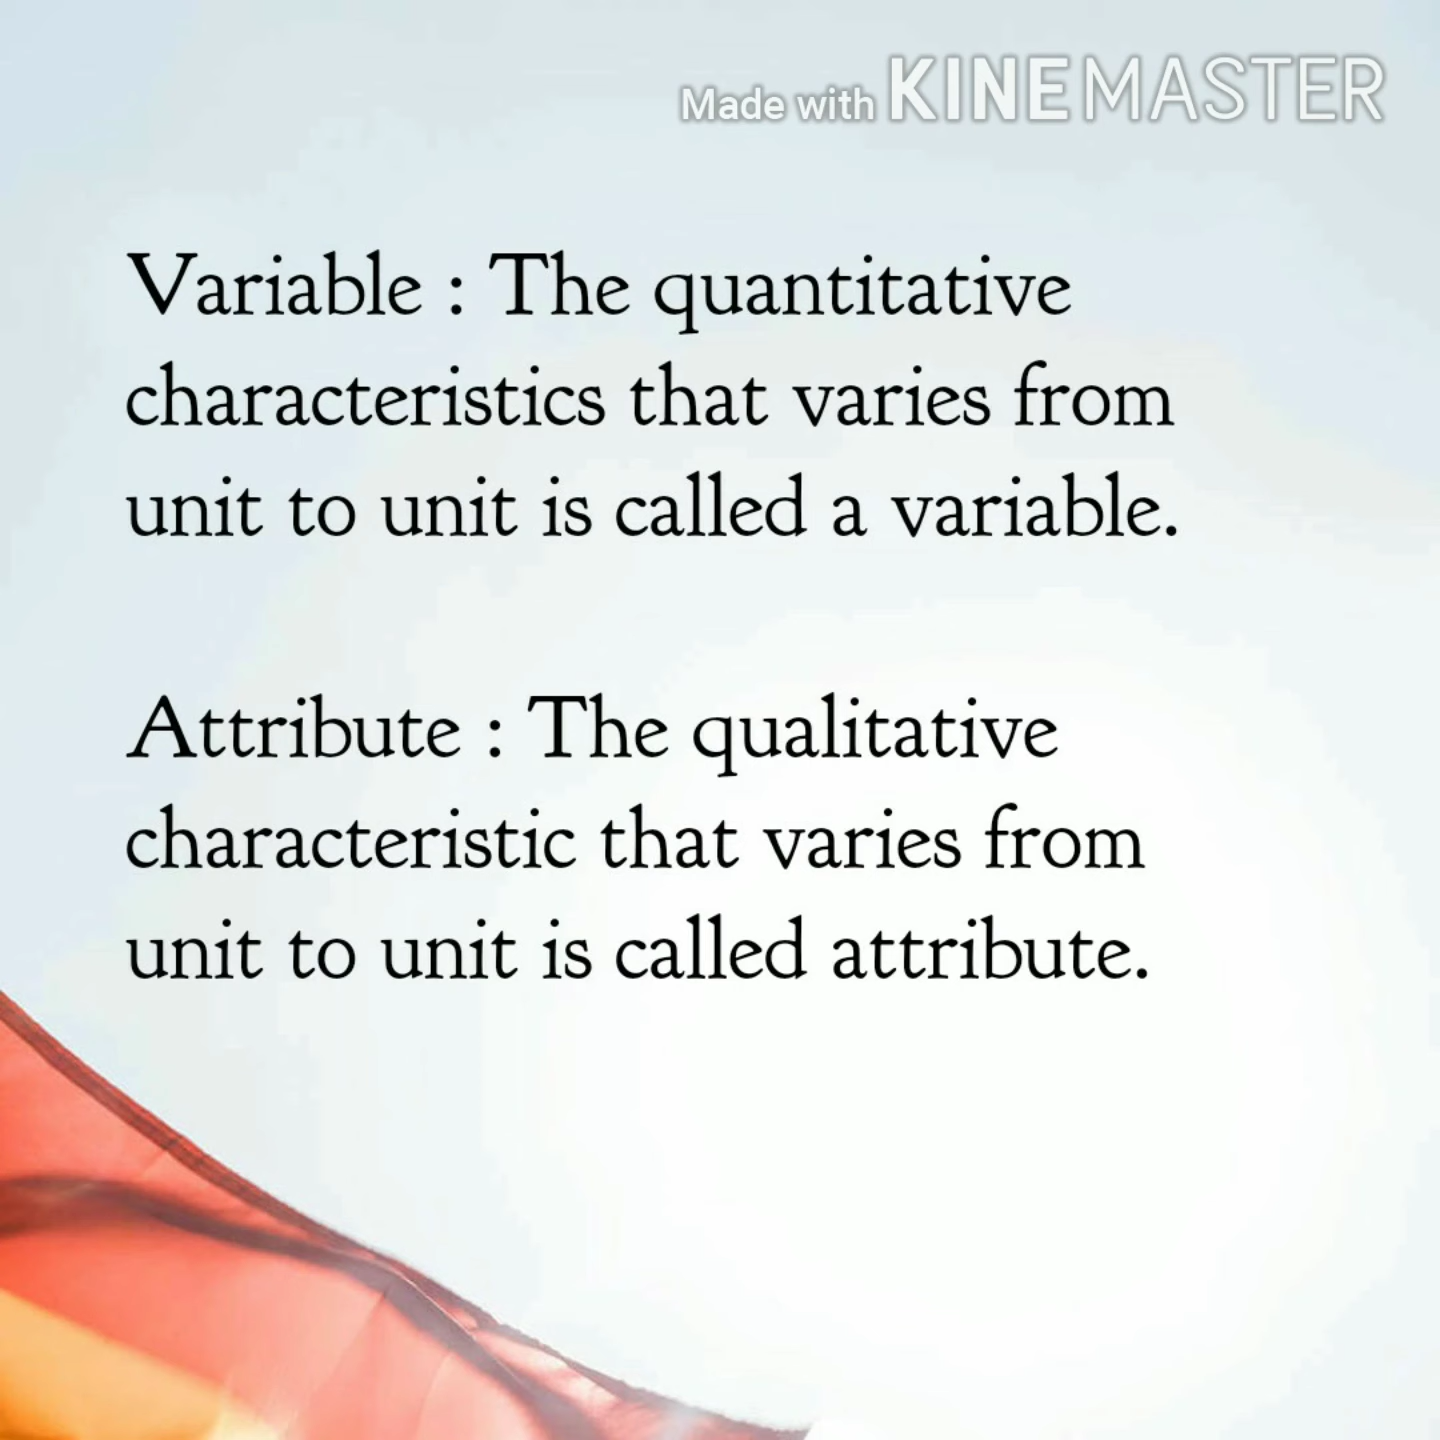 Made with KINEMASTER
Variable : The quantitative
characteristics that varies from
unit to unit is called a variable.
Attribute : The qualitative
characteristic that varies from
unit to unit is called attribute.